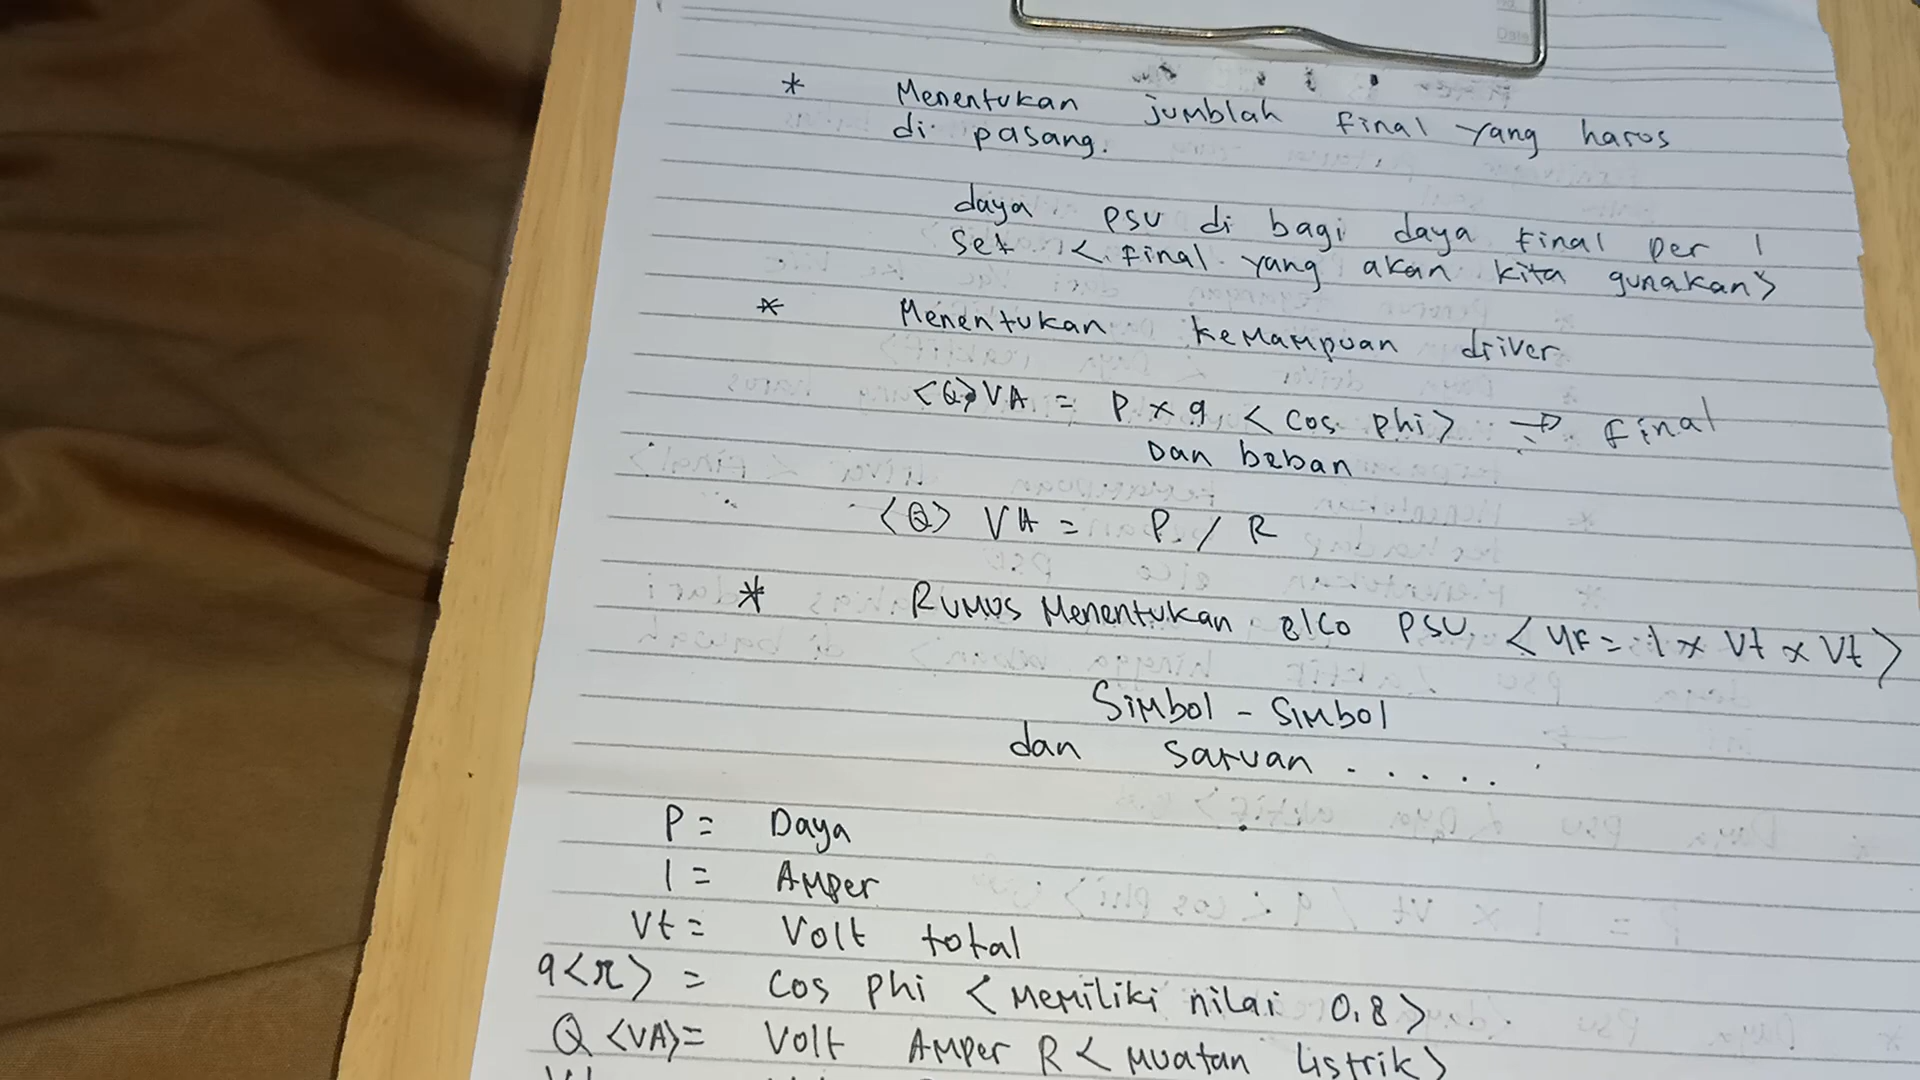 * Menentukan jumblah final yang harus
di pasang.
daya PSU di bagi daya final per 1
set < final yang akan kita gunakan>
* Menentukan kemampuan driver
<Q> VA = P x q < cos phi> → final
Dan beban
<Q> VA = P / R
* Rumus Menentukan elco PSU < uF = 1 x Vt x Vt >
Simbol - Simbol
dan satuan . . . . .
P = Daya
I = Amper
Vt = Volt total
q<π> = cos phi < memiliki nilai 0.8>
Q <VA> = Volt Amper R < muatan listrik>